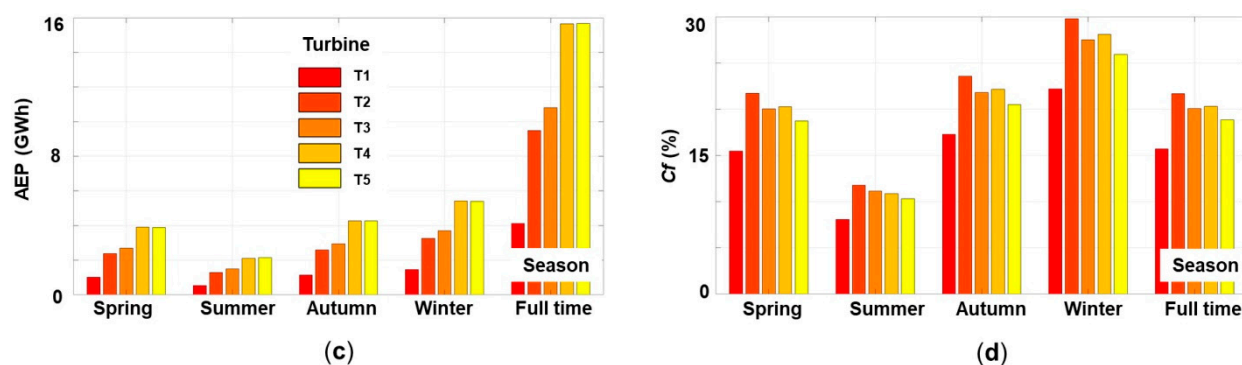 AEP (GWh)
16
8
0
Turbine
T1
T2
T3
T4
T5
Season
Spring Summer Autumn Winter Full time
(c)
Cf (%)
30
15
0
Season
Spring Summer Autumn Winter Full time
(d)